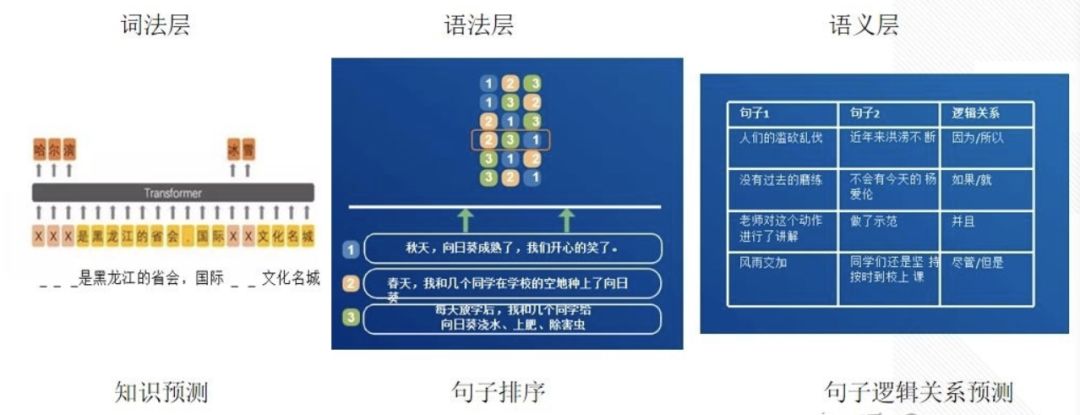 词法层
语法层
语义层
哈尔滨
冰雪
Transformer
XXX是黑龙江的省会,国际XX文化名城
_ _ _是黑龙江的省会，国际_ _文化名城
1 2 3
1 3 2
2 1 3
2 3 1
3 1 2
3 2 1
1 秋天，向日葵成熟了，我们开心的笑了。
2 春天，我和几个同学在学校的空地种上了向日
葵
3 每天放学后，我和几个同学给
向日葵浇水、上肥、除害虫
句子1 句子2 逻辑关系
人们的滥砍乱伐 近年来洪涝不 断 因为/所以
没有过去的磨练 不会有今天的 杨
爱伦 如果/就
老师对这个动作
进行了讲解 做了示范 并且
风雨交加 同学们还是坚 持
按时到校上 课 尽管/但是
知识预测
句子排序
句子逻辑关系预测